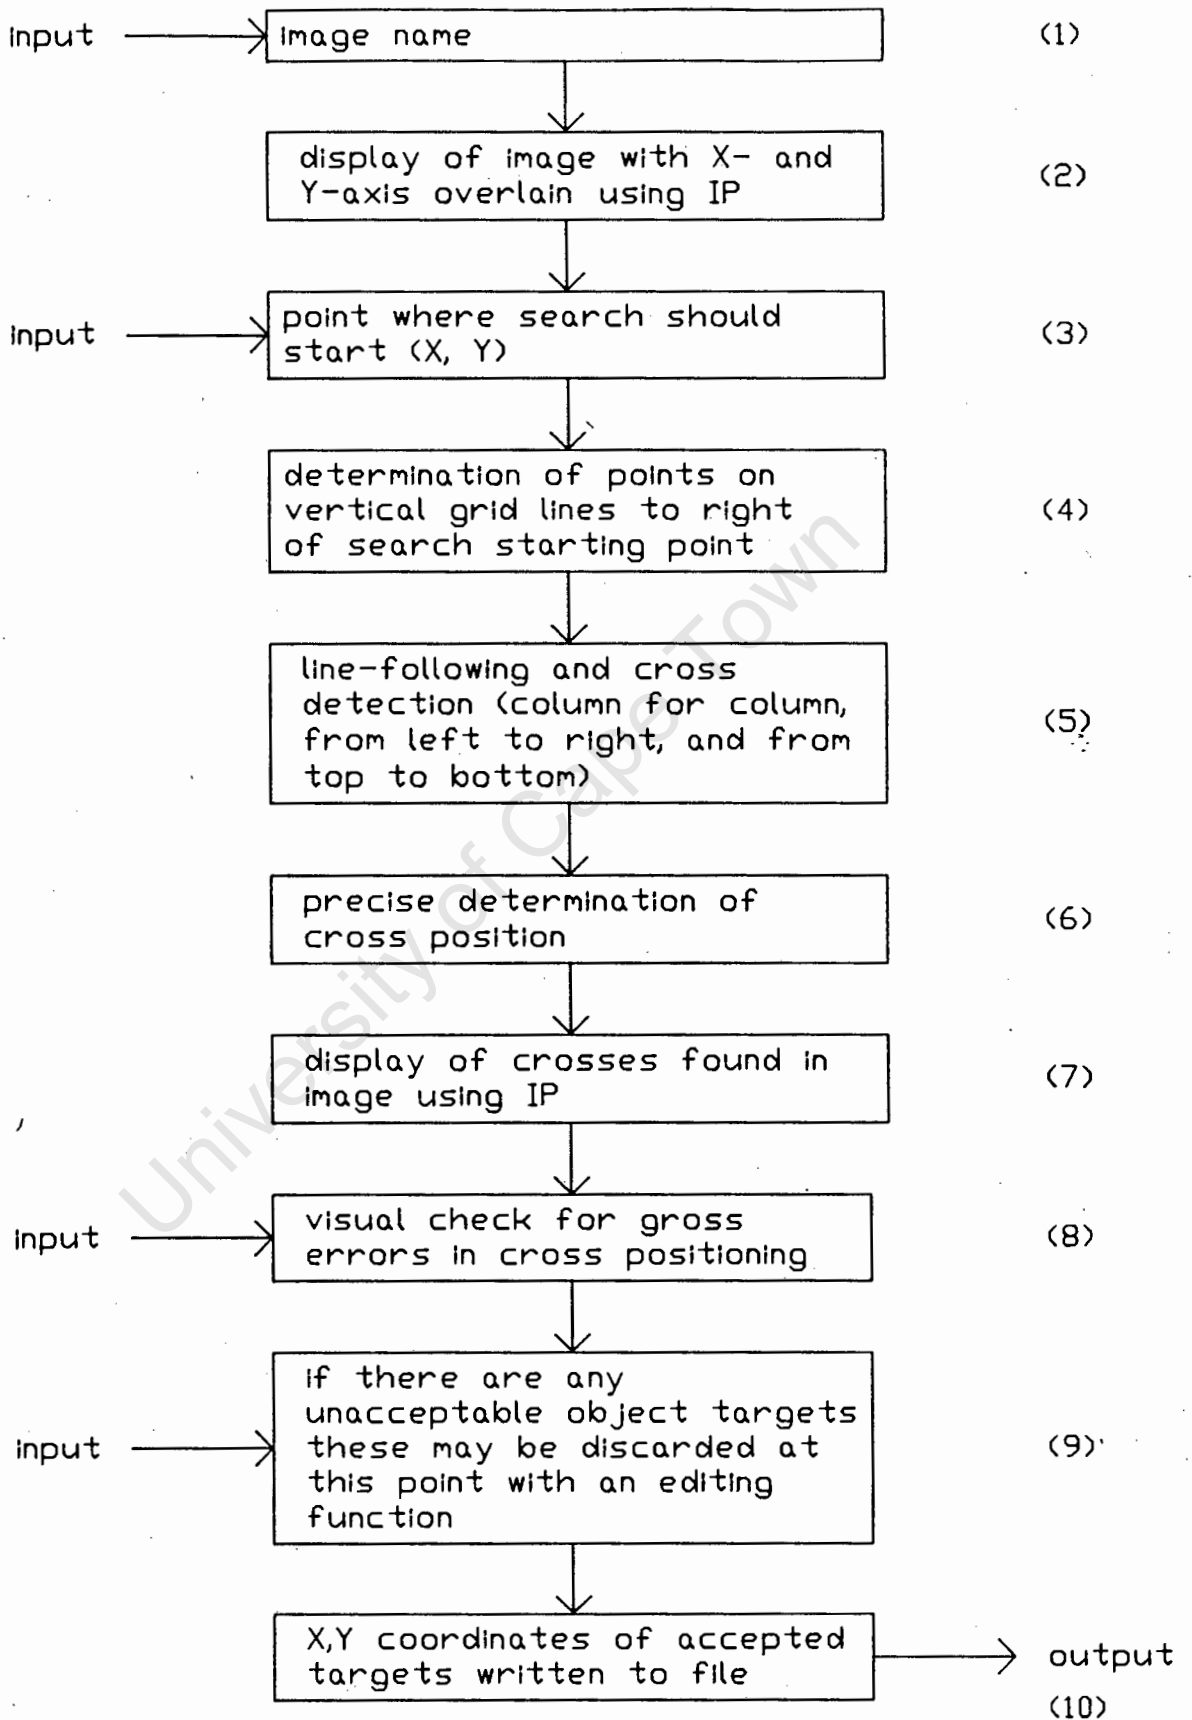 input
image name
(1)
display of image with X- and
Y-axis overlain using IP
(2)
input
point where search should
start (X, Y)
(3)
determination of points on
vertical grid lines to right
of search starting point
(4)
line-following and cross
detection (column for column,
from left to right, and from
top to bottom)
(5)
precise determination of
cross position
(6)
display of crosses found in
image using IP
(7)
input
visual check for gross
errors in cross positioning
(8)
input
if there are any
unacceptable object targets
these may be discarded at
this point with an editing
function
(9)
X,Y coordinates of accepted
targets written to file
output
(10)
University of Cape Town